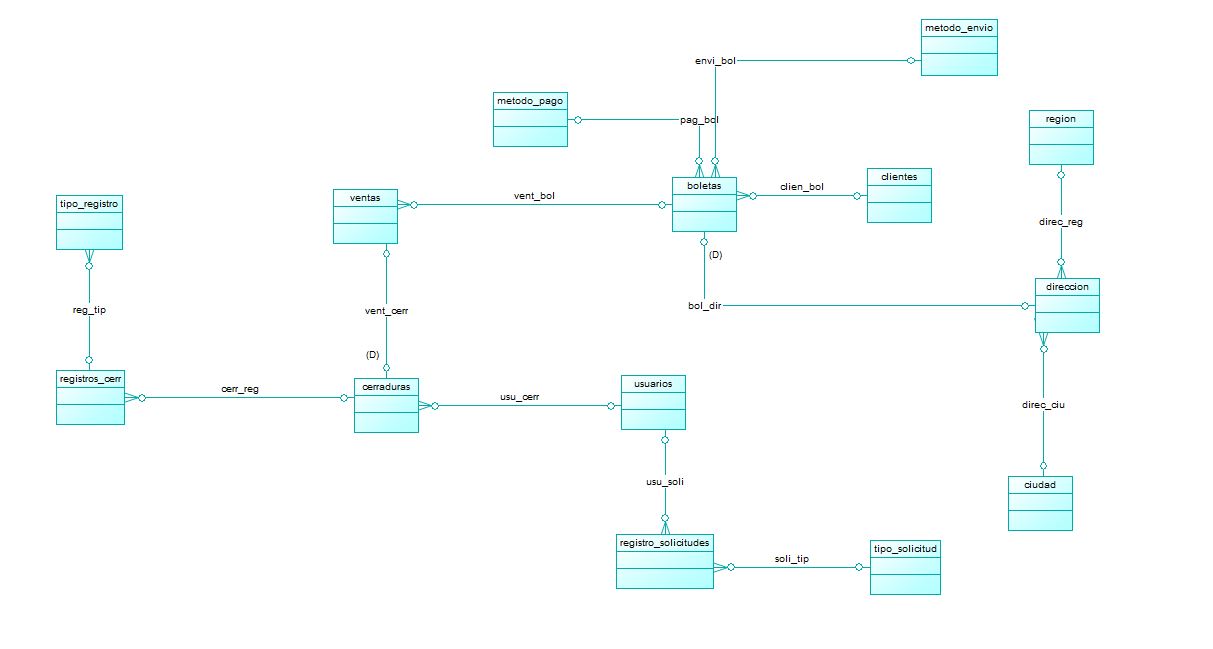 metodo_envio
envi_bol
metodo_pago
pag_bol
region
clientes
boletas
clien_bol
ventas
vent_bol
tipo_registro
direc_reg
(D)
direccion
bol_dir
reg_tip
vent_cerr
(D)
registros_cerr
cerr_reg
cerraduras
usu_cerr
usuarios
direc_ciu
usu_soli
ciudad
registro_solicitudes
soli_tip
tipo_solicitud